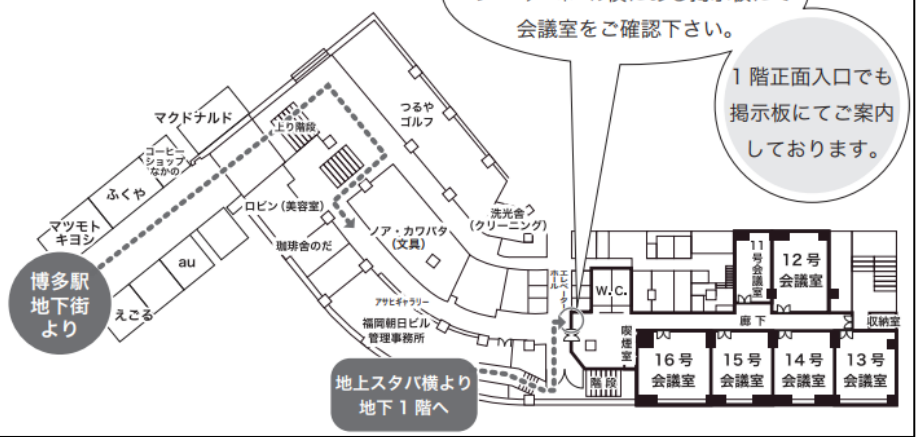 会議室をご確認下さい。
1階正面入口でも
掲示板にてご案内
しております。
マクドナルド
上り階段
つるや
ゴルフ
コーヒー
ショップ
なかの
ふくや
マツモト
キヨシ
ロビン(美容室)
洗光舎
(クリーニング)
ノア・カワバタ
(文具)
珈琲舎のだ
au
えごる
博多駅
地下街
より
アサヒギャラリー
福岡朝日ビル
管理事務所
エレベーター
ホール
W.C.
11号会議室
12号
会議室
廊下
収納室
喫煙室
階段
16号
会議室
15号
会議室
14号
会議室
13号
会議室
地上スタバ横より
地下1階へ